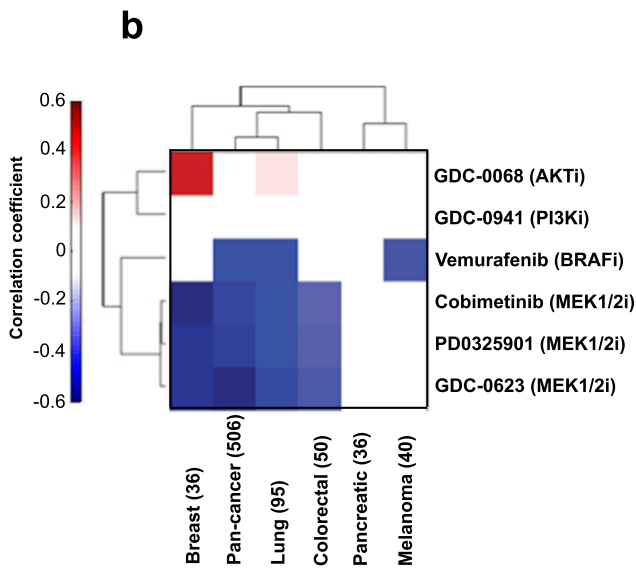 b
0.6
0.4
0.2
0
-0.2
-0.4
-0.6
Correlation coefficient
GDC-0068 (AKTi)
GDC-0941 (PI3Ki)
Vemurafenib (BRAFi)
Cobimetinib (MEK1/2i)
PD0325901 (MEK1/2i)
GDC-0623 (MEK1/2i)
Breast (36)
Pan-cancer (506)
Lung (95)
Colorectal (50)
Pancreatic (36)
Melanoma (40)